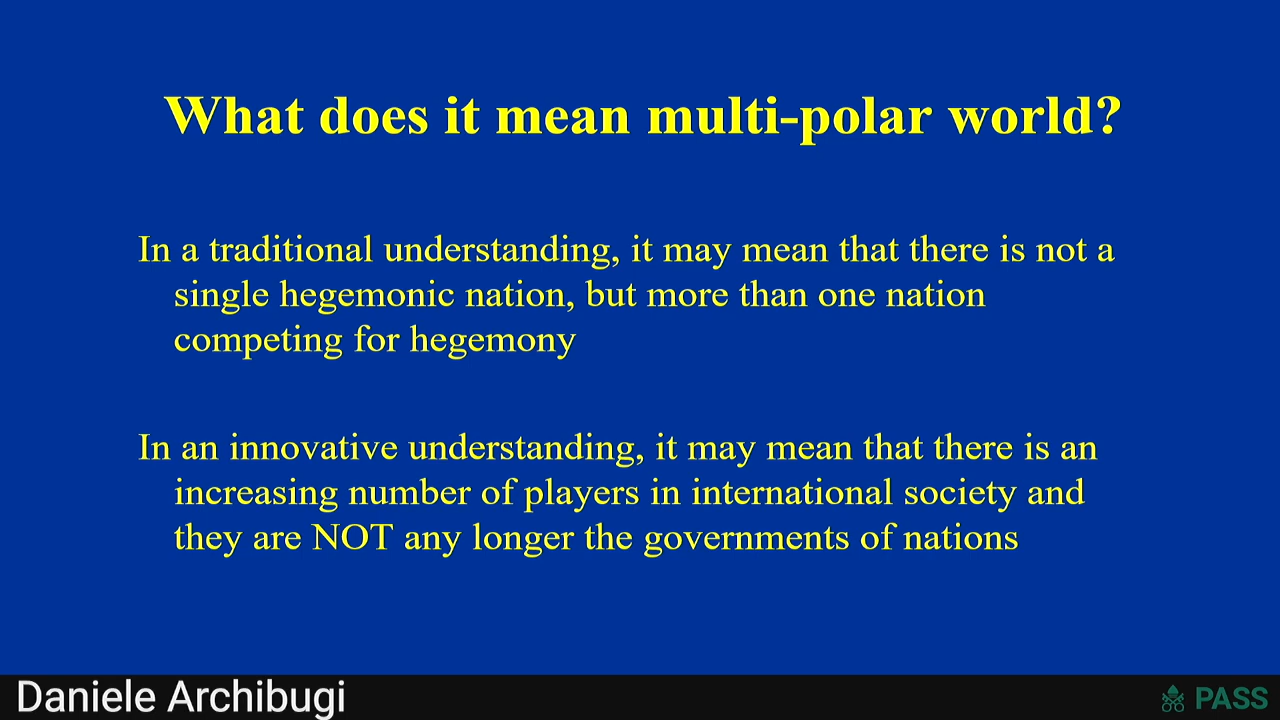 What does it mean multi-polar world?
In a traditional understanding, it may mean that there is not a
single hegemonic nation, but more than one nation
competing for hegemony
In an innovative understanding, it may mean that there is an
increasing number of players in international society and
they are NOT any longer the governments of nations
Daniele Archibugi
PASS